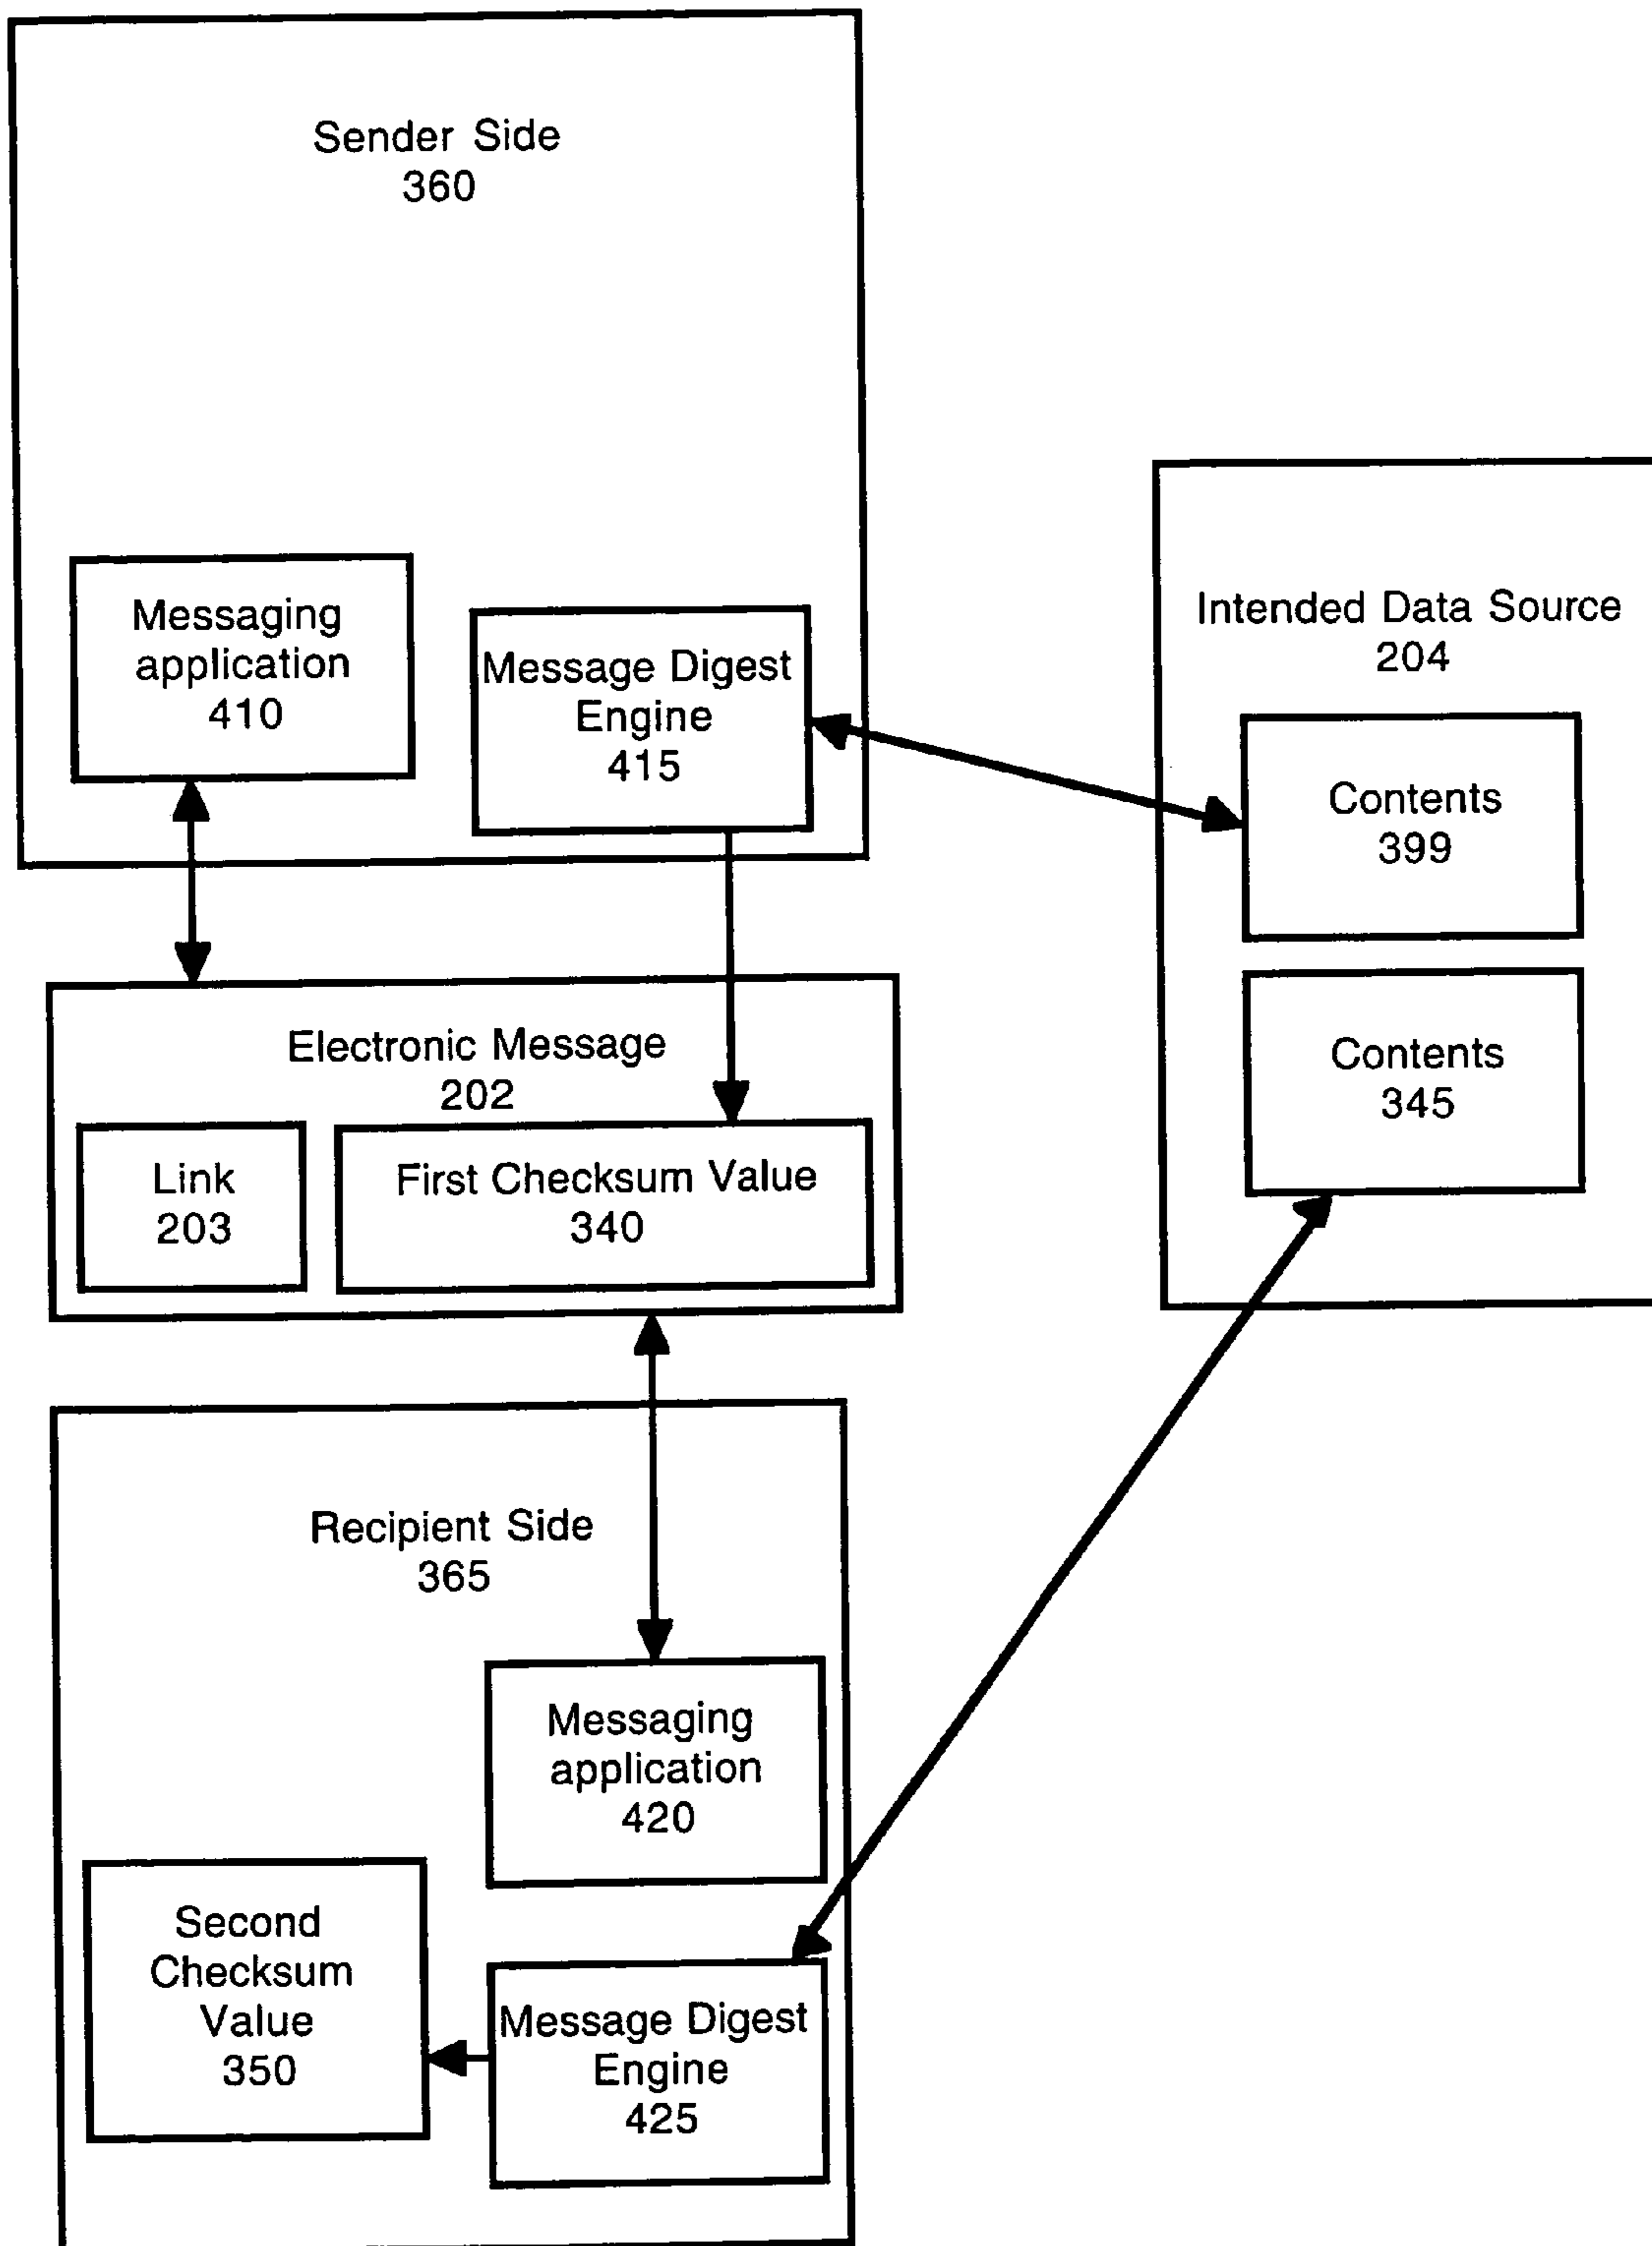 Sender Side
360
Messaging
application
410
Message Digest
Engine
415
Intended Data Source
204
Contents
399
Contents
345
Electronic Message
202
Link
203
First Checksum Value
340
Recipient Side
365
Messaging
application
420
Second
Checksum
Value
350
Message Digest
Engine
425